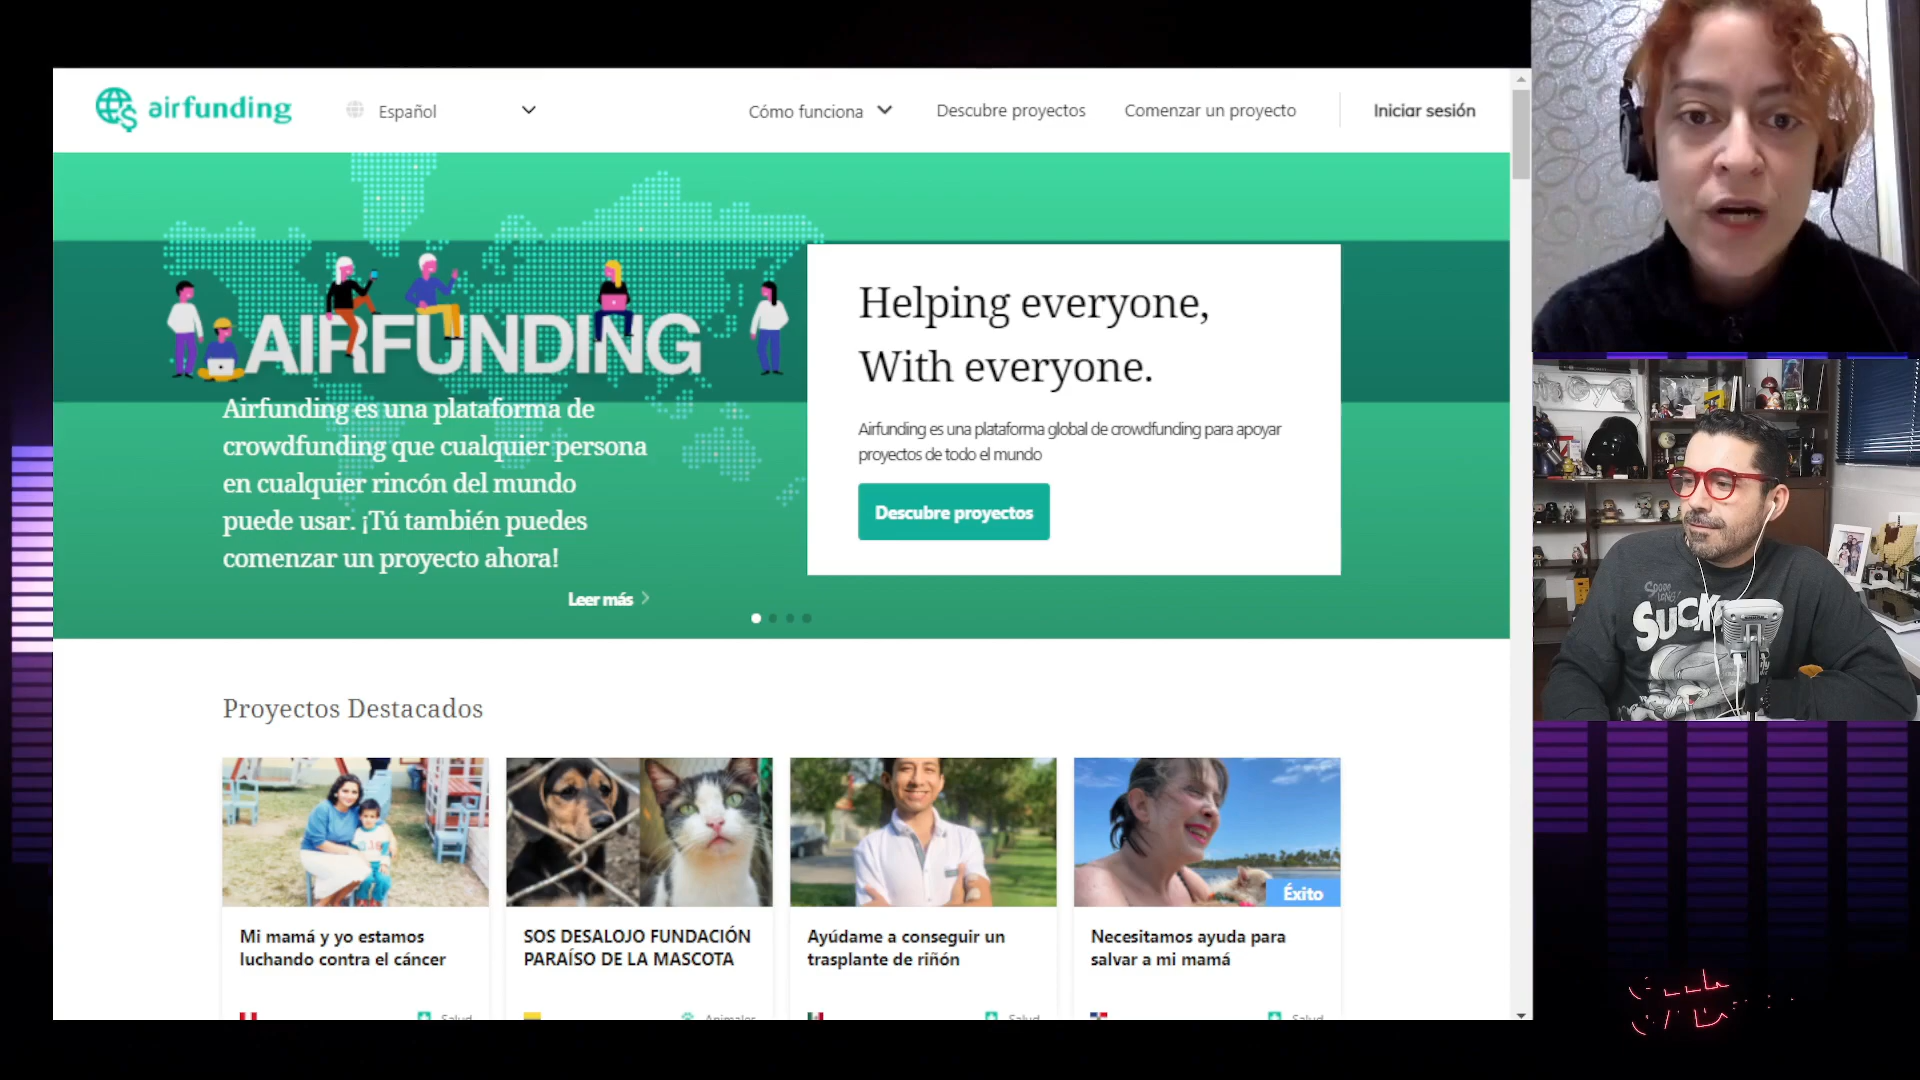 airfunding
Español
Cómo funciona
Descubre proyectos
Comenzar un proyecto
Iniciar sesión
AIRFUNDING
Airfunding es una plataforma de
crowdfunding que cualquier persona
en cualquier rincón del mundo
puede usar. ¡Tú también puedes
comenzar un proyecto ahora!
Leer más
Helping everyone,
With everyone.
Airfunding es una plataforma global de crowdfunding para apoyar
proyectos de todo el mundo
Descubre proyectos
Proyectos Destacados
Mi mamá y yo estamos
luchando contra el cáncer
Salud
SOS DESALOJO FUNDACIÓN
PARAÍSO DE LA MASCOTA
Animales
Ayúdame a conseguir un
trasplante de riñón
Salud
Éxito
Necesitamos ayuda para
salvar a mi mamá
Salud